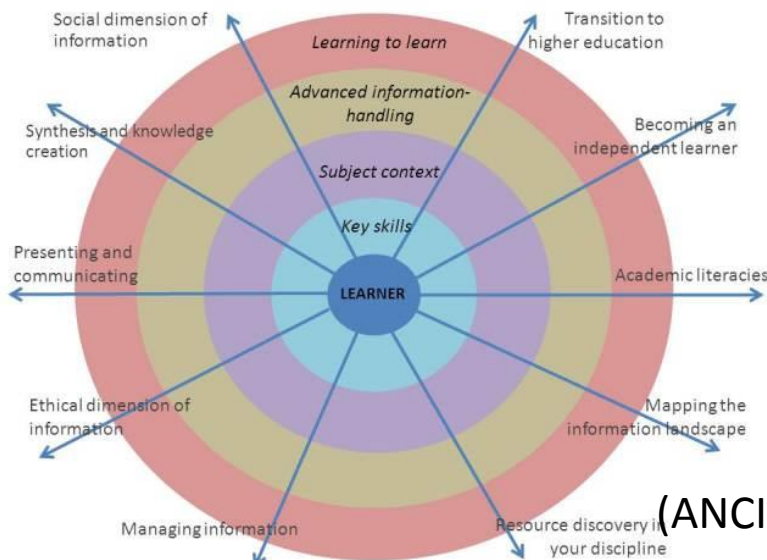 Social dimension of
information
Transition to
higher education
Learning to learn
Advanced information-
handling
Synthesis and knowledge
creation
Becoming an
independent learner
Subject context
Key skills
Presenting and
communicating
LEARNER
Academic literacies
Ethical dimension of
information
Mapping the
information landscape
Managing information
Resource discovery in
your discipline
(ANCI